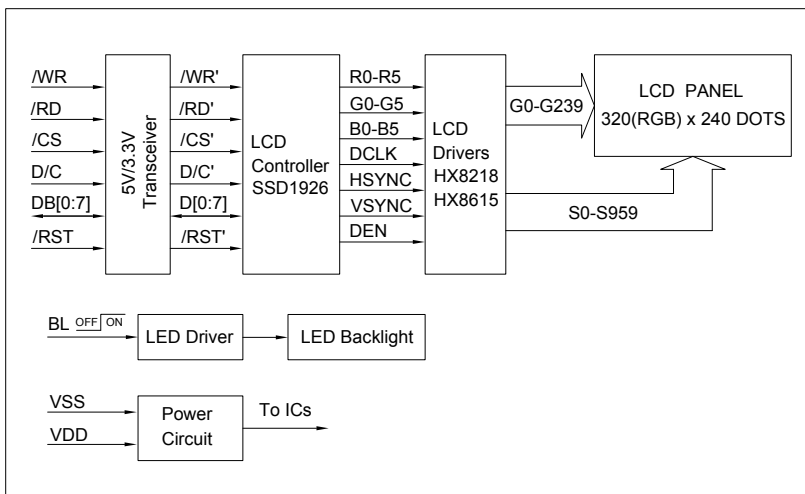 /WR
/RD
/CS
D/C
DB[0:7]
/RST
5V/3.3V
Transceiver
/WR'
/RD'
/CS'
D/C'
D[0:7]
/RST'
LCD
Controller
SSD1926
R0-R5
G0-G5
B0-B5
DCLK
HSYNC
VSYNC
DEN
LCD
Drivers
HX8218
HX8615
G0-G239
S0-S959
LCD PANEL
320(RGB) x 240 DOTS
BL OFF ON
LED Driver
LED Backlight
VSS
VDD
Power
Circuit
To ICs